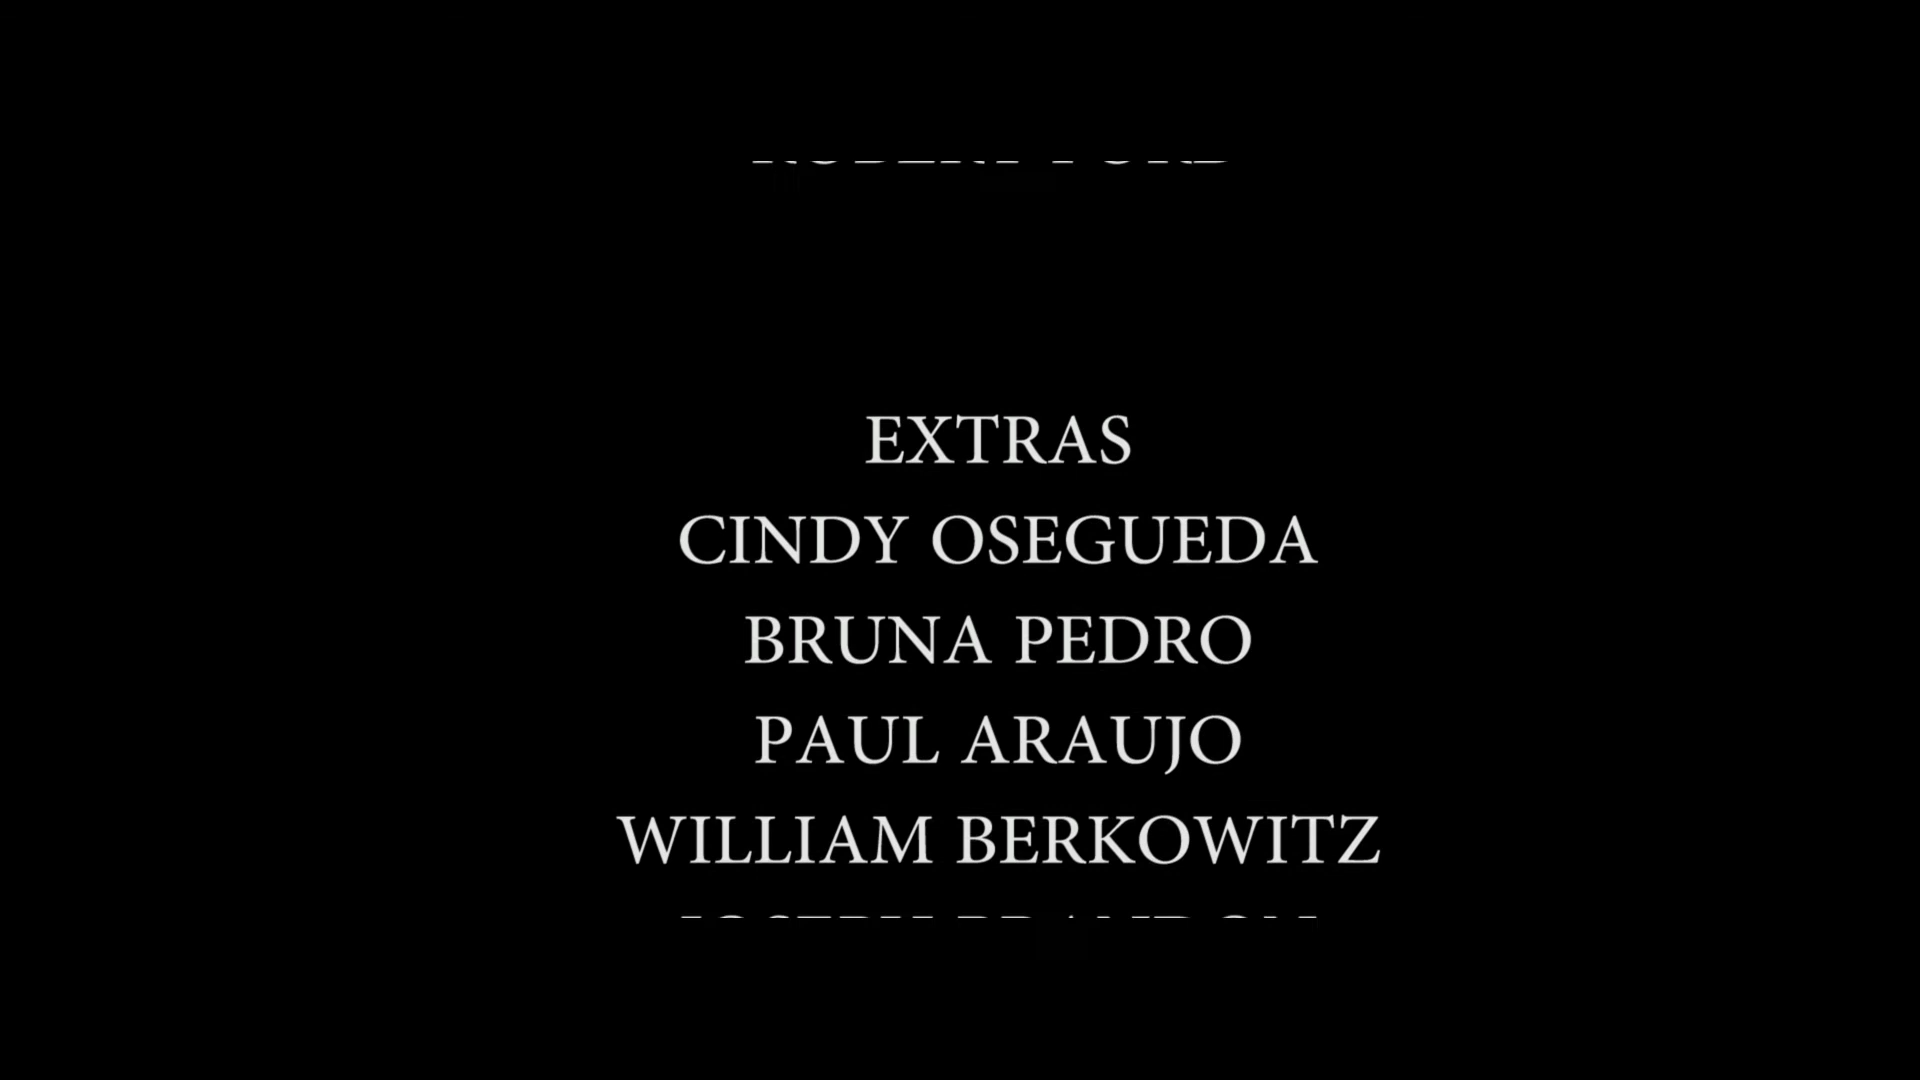 EXTRAS
CINDY OSEGUEDA
BRUNA PEDRO
PAUL ARAUJO
WILLIAM BERKOWITZ